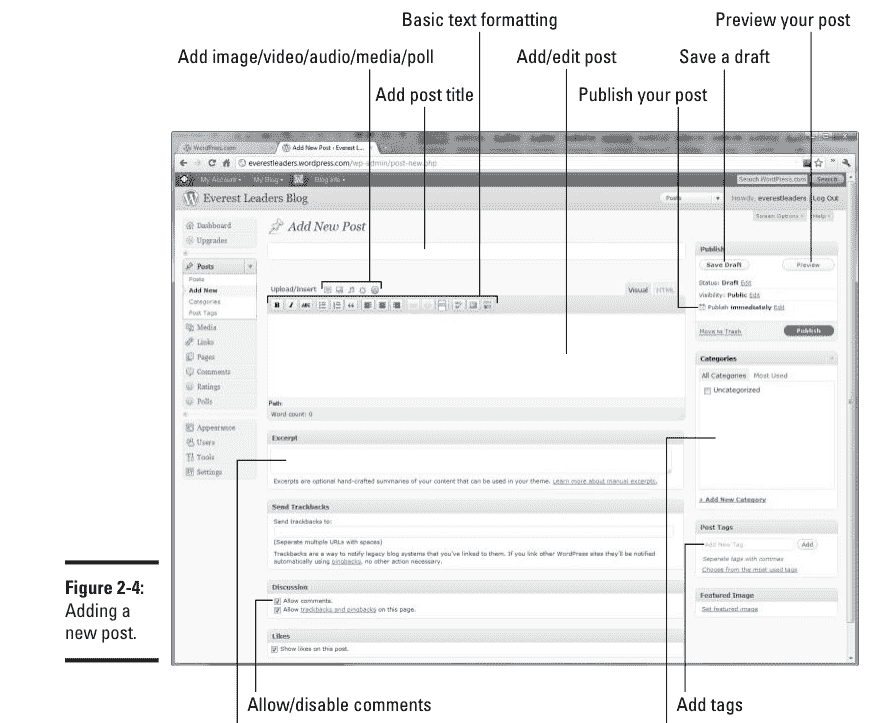 Basic text formatting
Preview your post
Add image/video/audio/media/poll
Add/edit post
Save a draft
Add post title
Publish your post
WordPress.com
Add New Post ‹ Everest L...
everestleaders.wordpress.com/wp-admin/post-new.php
My Account
My Blog
Blog Info
Search WordPress.com
Search
Everest Leaders Blog
Posts
Howdy, everestleaders
Log Out
Screen Options
Help
Dashboard
Upgrades
Posts
Posts
Add New
Categories
Post Tags
Media
Links
Pages
Comments
Ratings
Polls
Appearance
Users
Tools
Settings
Add New Post
Upload/Insert
Visual
HTML
B I ABC
Path:
Word count: 0
Excerpt
Excerpts are optional hand-crafted summaries of your content that can be used in your theme. Learn more about manual excerpts.
Send Trackbacks
Send trackbacks to:
(Separate multiple URLs with spaces)
Trackbacks are a way to notify legacy blog systems that you've linked to them. If you link other WordPress sites they'll be notified
automatically using pingbacks, no other action necessary.
Discussion
Allow comments.
Allow trackbacks and pingbacks on this page.
Likes
Show likes on this post.
Publish
Save Draft
Preview
Status: Draft Edit
Visibility: Public Edit
Publish immediately Edit
Move to Trash
Publish
Categories
All Categories
Most Used
Uncategorized
+ Add New Category
Post Tags
Add New Tag
Add
Separate tags with commas
Choose from the most used tags
Featured Image
Set featured image
Figure 2-4:
Adding a
new post.
Allow/disable comments
Add tags